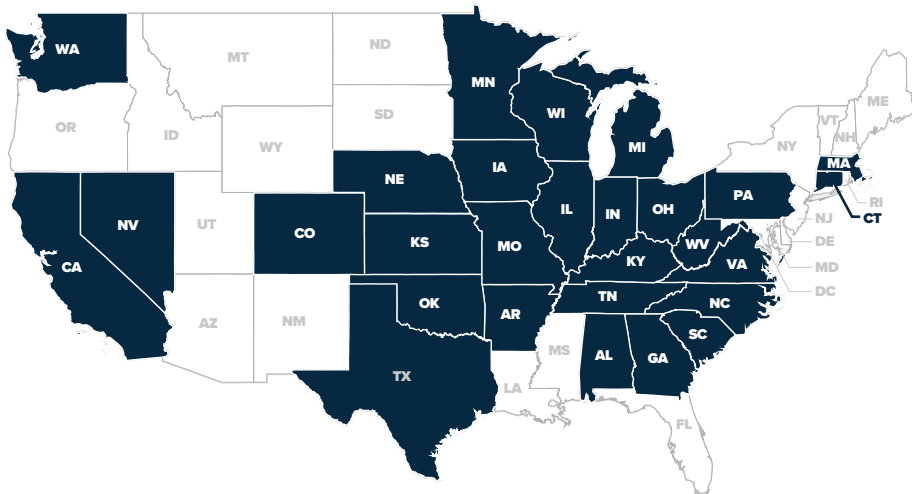 WA
MT
ND
MN
OR
ID
SD
WI
ME
VT
NH
NY
WY
MI
MA
IA
NE
PA
RI
CT
NV
UT
CO
IL
IN
OH
NJ
KS
MO
WV
DE
CA
KY
VA
MD
DC
OK
TN
NC
AZ
NM
AR
SC
MS
AL
GA
TX
LA
FL